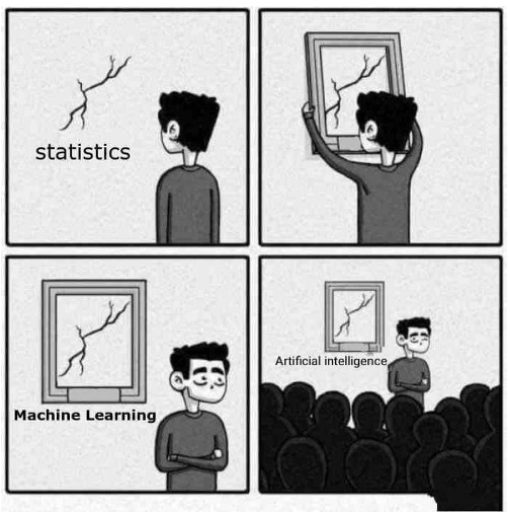 statistics
Machine Learning
Artificial intelligence